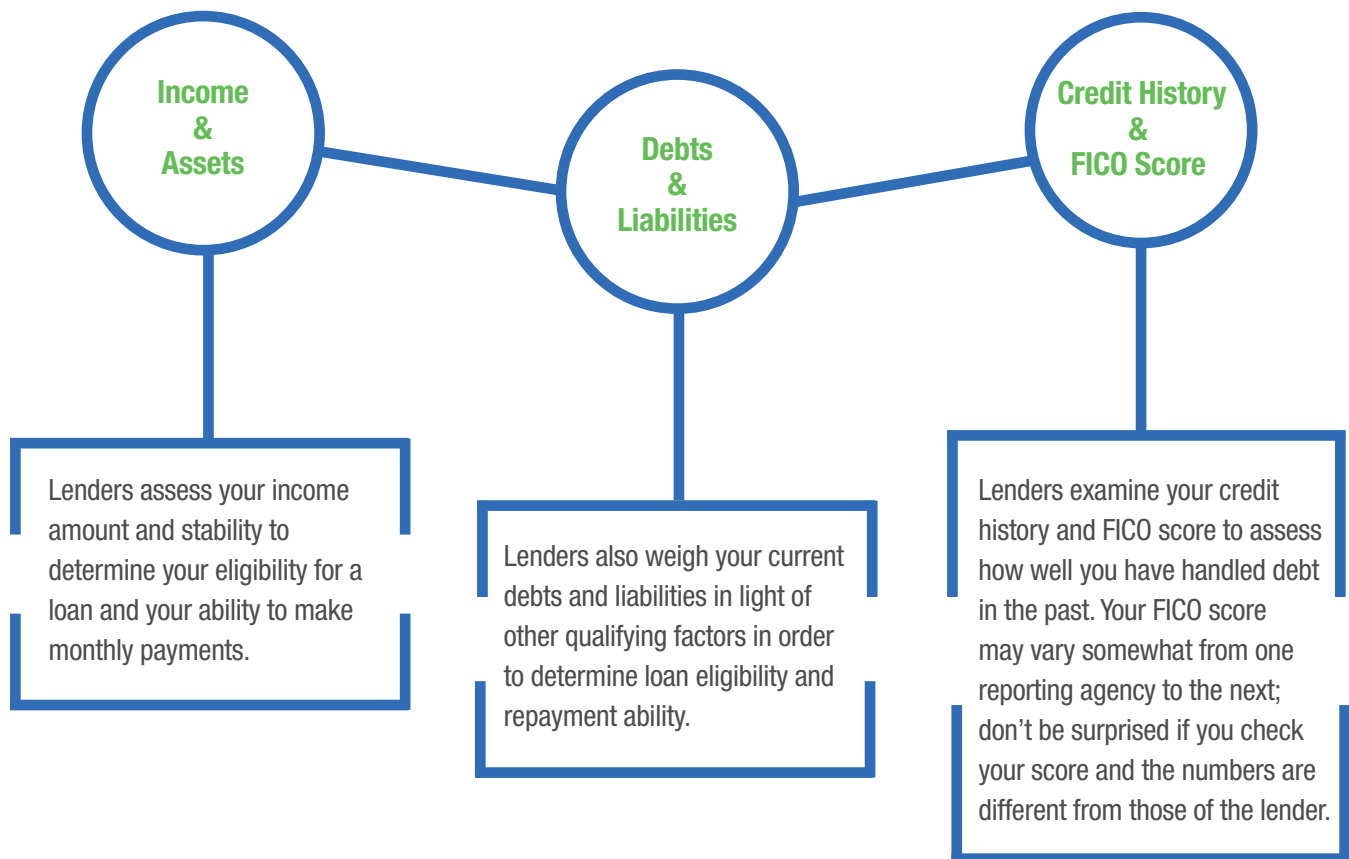 Income
&
Assets
Debts
&
Liabilities
Credit History
&
FICO Score
Lenders assess your income
amount and stability to
determine your eligibility for a
loan and your ability to make
monthly payments.
Lenders also weigh your current
debts and liabilities in light of
other qualifying factors in order
to determine loan eligibility and
repayment ability.
Lenders examine your credit
history and FICO score to assess
how well you have handled debt
in the past. Your FICO score
may vary somewhat from one
reporting agency to the next;
don’t be surprised if you check
your score and the numbers are
different from those of the lender.